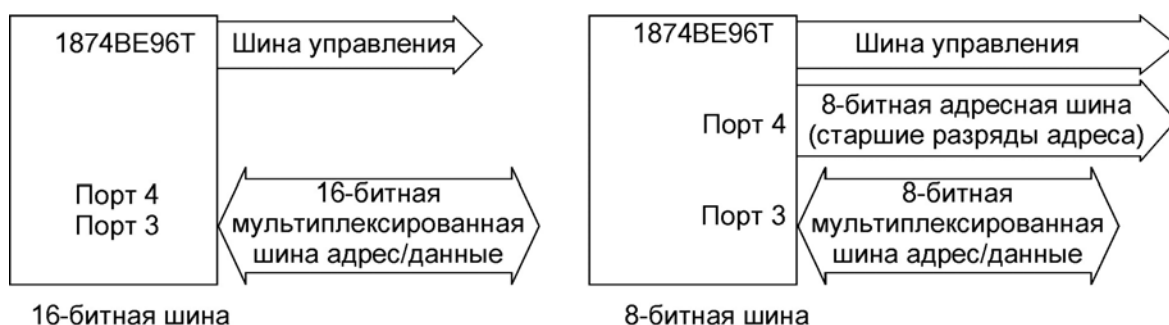 1874ВЕ96Т
Шина управления
Порт 4
Порт 3
16-битная
мультиплексированная
шина адрес/данные
16-битная шина
1874ВЕ96Т
Шина управления
Порт 4
8-битная адресная шина
(старшие разряды адреса)
Порт 3
8-битная
мультиплексированная
шина адрес/данные
8-битная шина